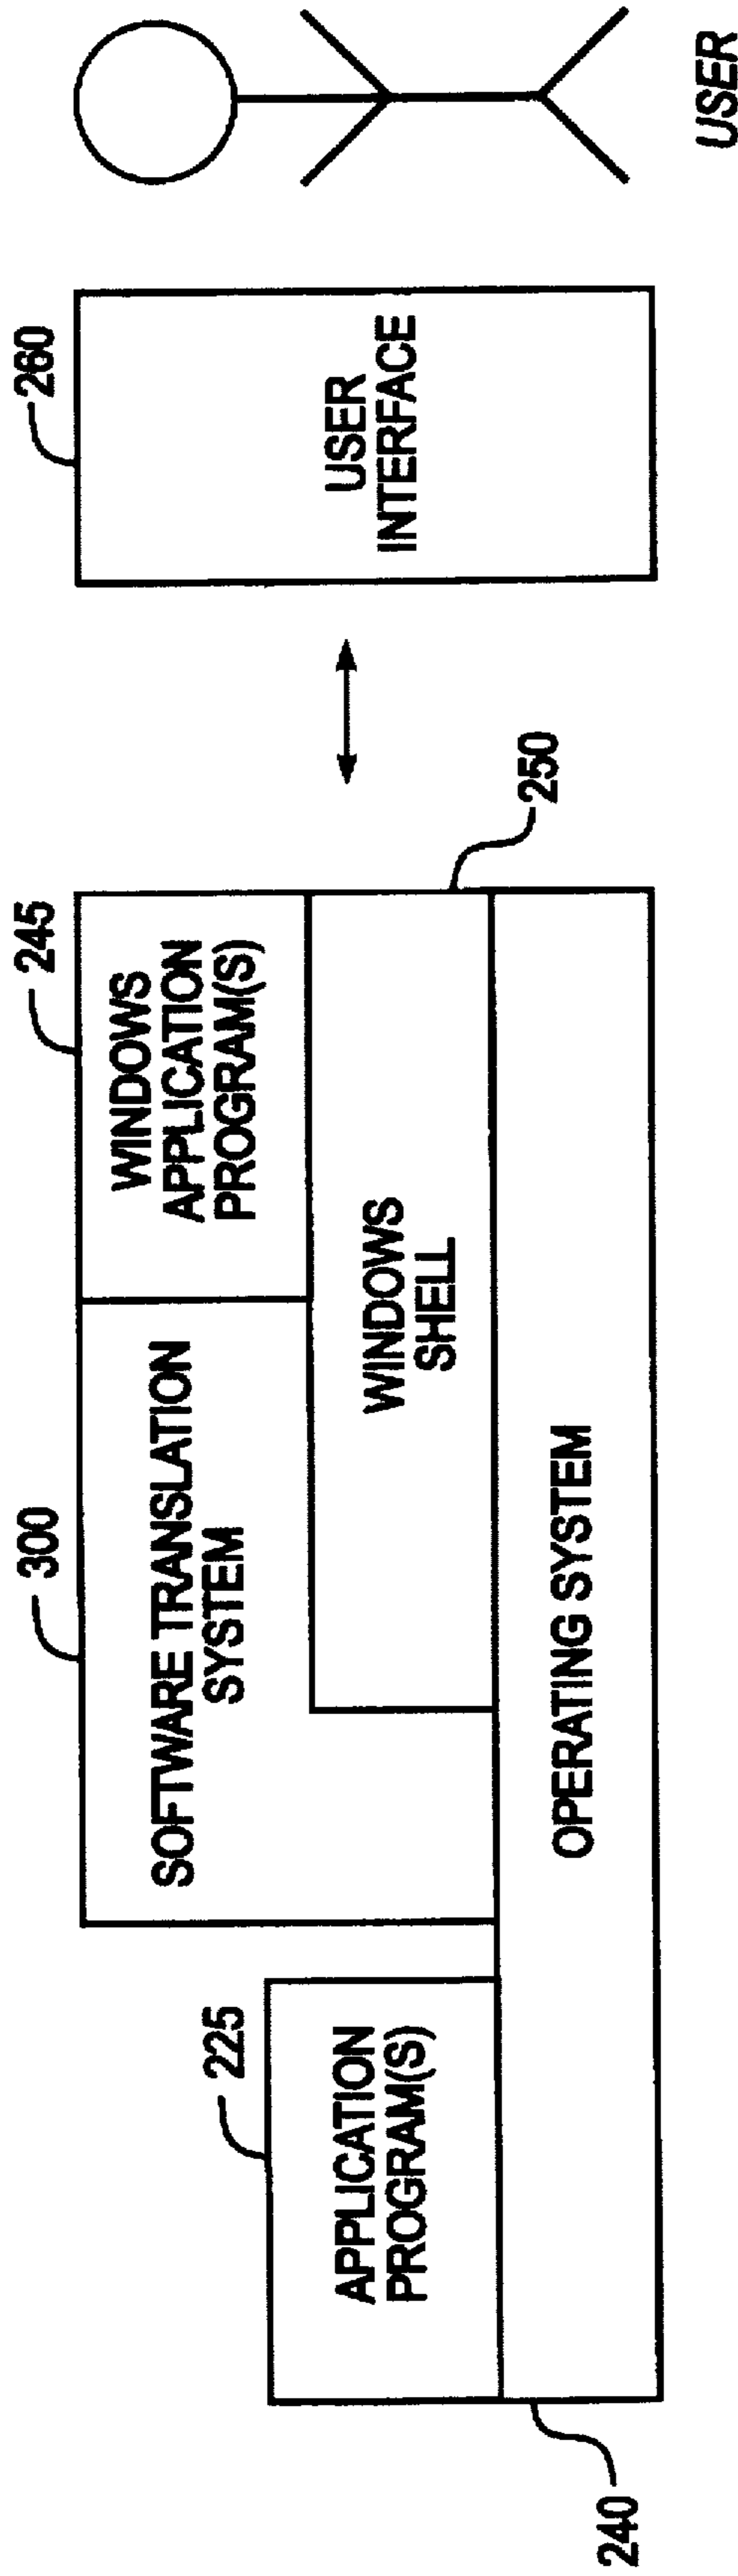 225
APPLICATION
PROGRAM(S)
300
SOFTWARE TRANSLATION
SYSTEM
245
WINDOWS
APPLICATION
PROGRAM(S)
WINDOWS
SHELL
250
OPERATING SYSTEM
240
260
USER
INTERFACE
USER